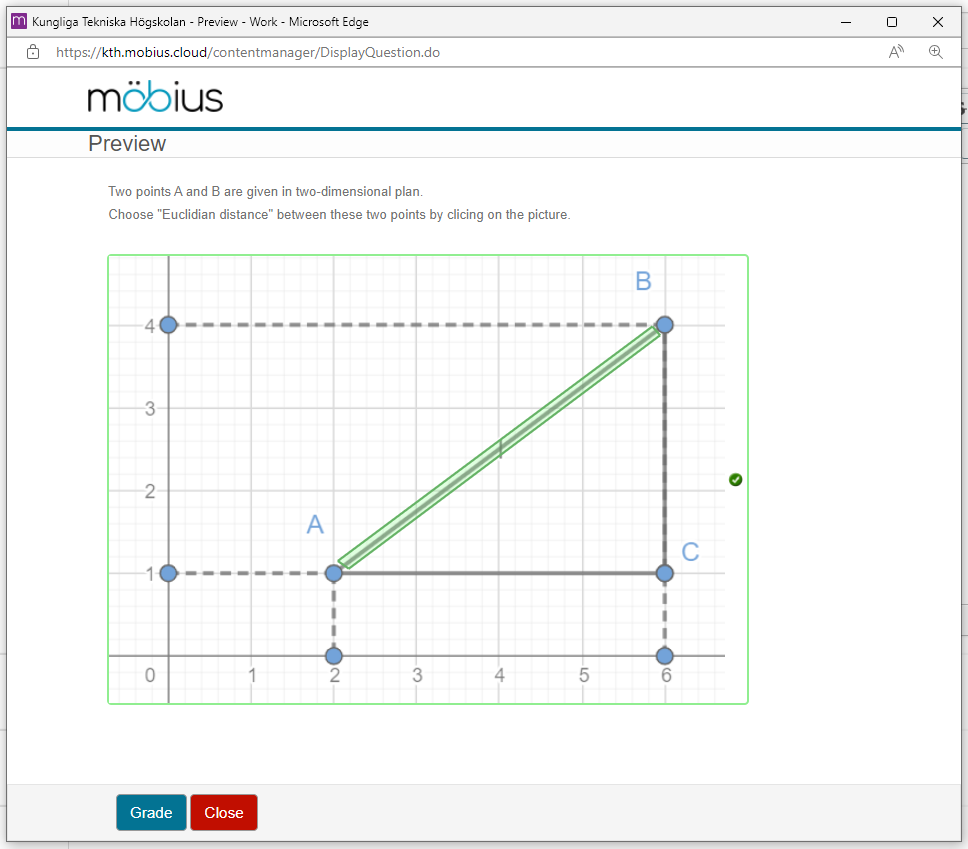 Kungliga Tekniska Högskolan - Preview - Work - Microsoft Edge
https://kth.mobius.cloud/contentmanager/DisplayQuestion.do
möbius
Preview
Two points A and B are given in two-dimensional plan.
Choose "Euclidian distance" between these two points by clicing on the picture.
B
4
3
2
A
C
1
0 1 2 3 4 5 6
Grade Close